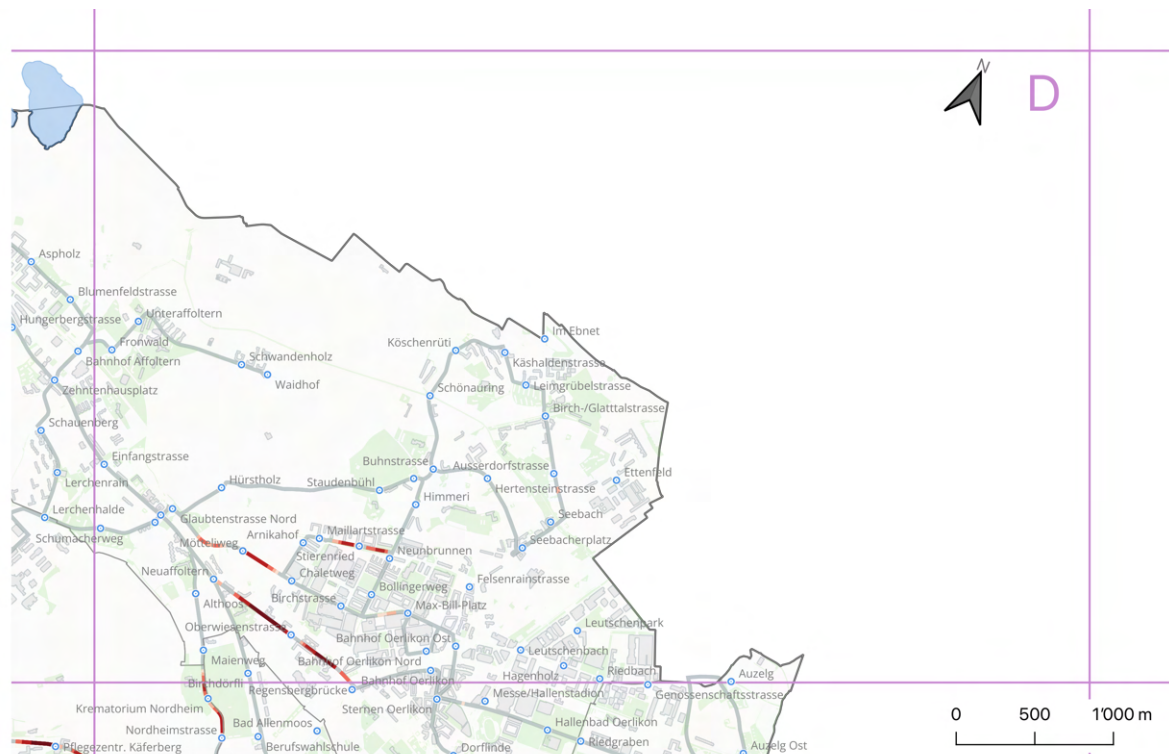 N
D
Aspholz
Blumenfeldstrasse
Hungerbergstrasse
Unteraffoltern
Im Ebnet
Fronwald
Köschenrüti
Bahnhof Affoltern
Schwandenholz
Käshaldenstrasse
Waidhof
Zehntenhausplatz
Schönauring
Leimgrübelstrasse
Birch-/Glatttalstrasse
Schauenberg
Einfangstrasse
Buhnstrasse
Ausserdorfstrasse
Ettenfeld
Lerchenrain
Hürstholz
Staudenbühl
Hertensteinstrasse
Himmeri
Lerchenhalde
Glaubtenstrasse Nord
Seebach
Schumacherweg
Arnikahof
Maillartstrasse
Mötteliweg
Seebacherplatz
Stierenried
Neunbrunnen
Neuaffoltern
Chaletweg
Felsenrainstrasse
Bollingerweg
Althoos
Birchstrasse
Max-Bill-Platz
Oberwiesenstrasse
Leutschenpark
Bahnhof Oerlikon Ost
Leutschenbach
Maienweg
Bahnhof Oerlikon Nord
Hagenholz
Riedbach
Auzelg
Birchdörfli
Regensbergbrücke
Bahnhof Oerlikon
Messe/Hallenstadion
Genossenschaftsstrasse
Krematorium Nordheim
Sternen Oerlikon
0 500 1'000 m
Nordheimstrasse
Bad Allenmoos
Hallenbad Oerlikon
Pflegezentr. Käferberg
Berufswahlschule
Dorflinde
Riedgraben
Auzelg Ost